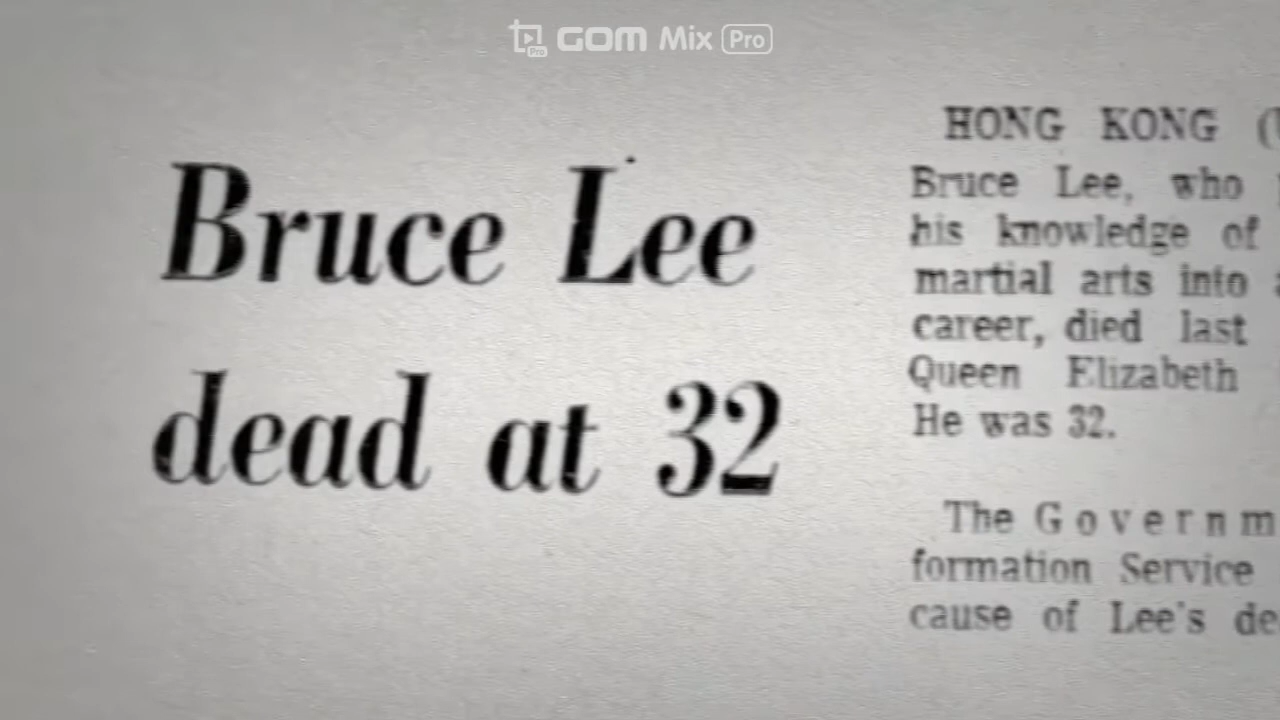 GOM Mix Pro
Bruce Lee
dead at 32
HONG KONG (
Bruce Lee, who
his knowledge of
martial arts into
career, died last
Queen Elizabeth
He was 32.
The Governm
formation Service
cause of Lee's de